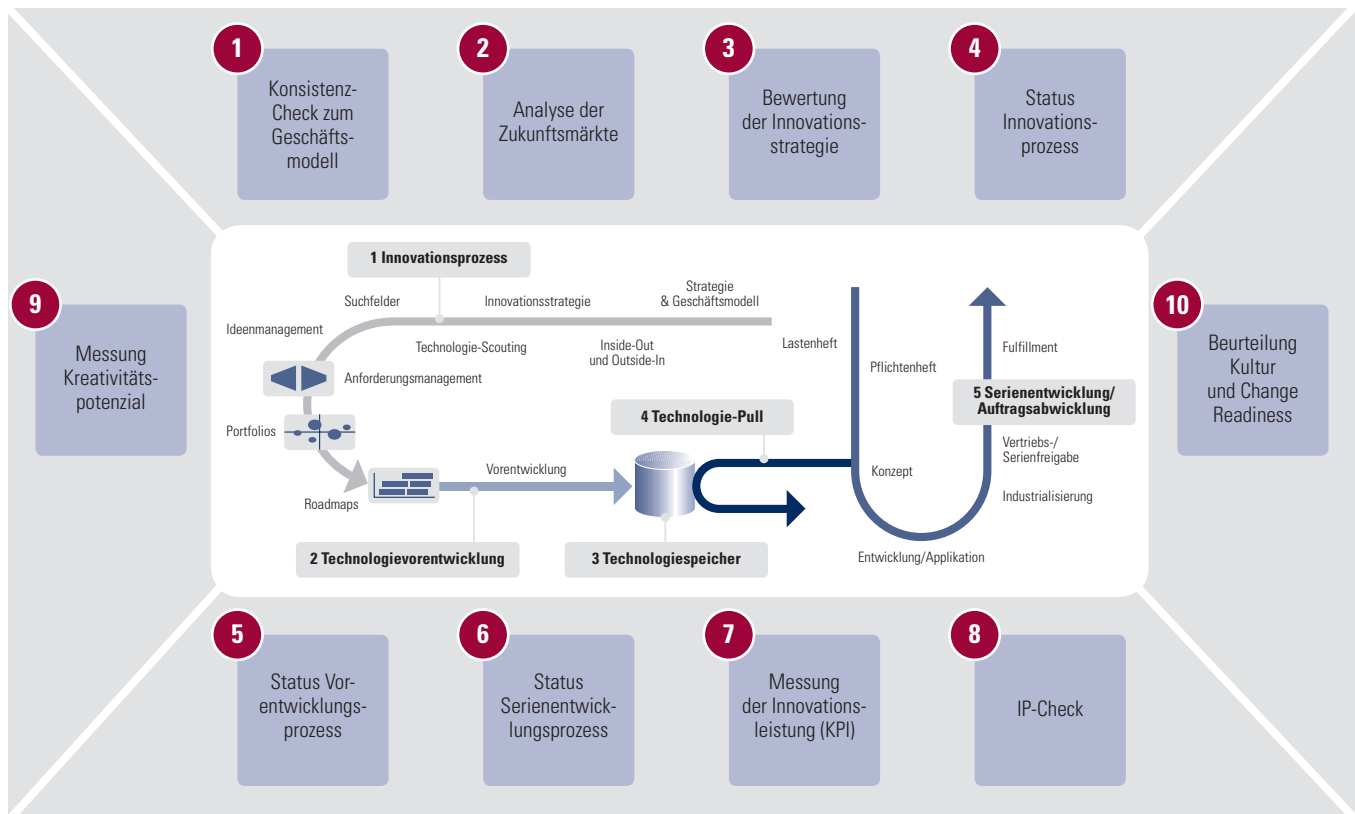 1
Konsistenz-
Check zum
Geschäfts-
modell
2
Analyse der
Zukunftsmärkte
3
Bewertung
der Innovations-
strategie
4
Status
Innovations-
prozess
9
Messung
Kreativitäts-
potenzial
1 Innovationsprozess
Suchfelder
Innovationsstrategie
Strategie
& Geschäftsmodell
Ideenmanagement
Technologie-Scouting
Inside-Out
und Outside-In
Anforderungsmanagement
Portfolios
Roadmaps
Vorentwicklung
2 Technologievorentwicklung
3 Technologiespeicher
4 Technologie-Pull
Lastenheft
Pflichtenheft
Konzept
Entwicklung/Applikation
Fulfillment
5 Serienentwicklung/
Auftragsabwicklung
Vertriebs-/
Serienfreigabe
Industrialisierung
10
Beurteilung
Kultur
und Change
Readiness
5
Status Vor-
entwicklungs-
prozess
6
Status
Serienentwick-
lungsprozess
7
Messung
der Innovations-
leistung (KPI)
8
IP-Check